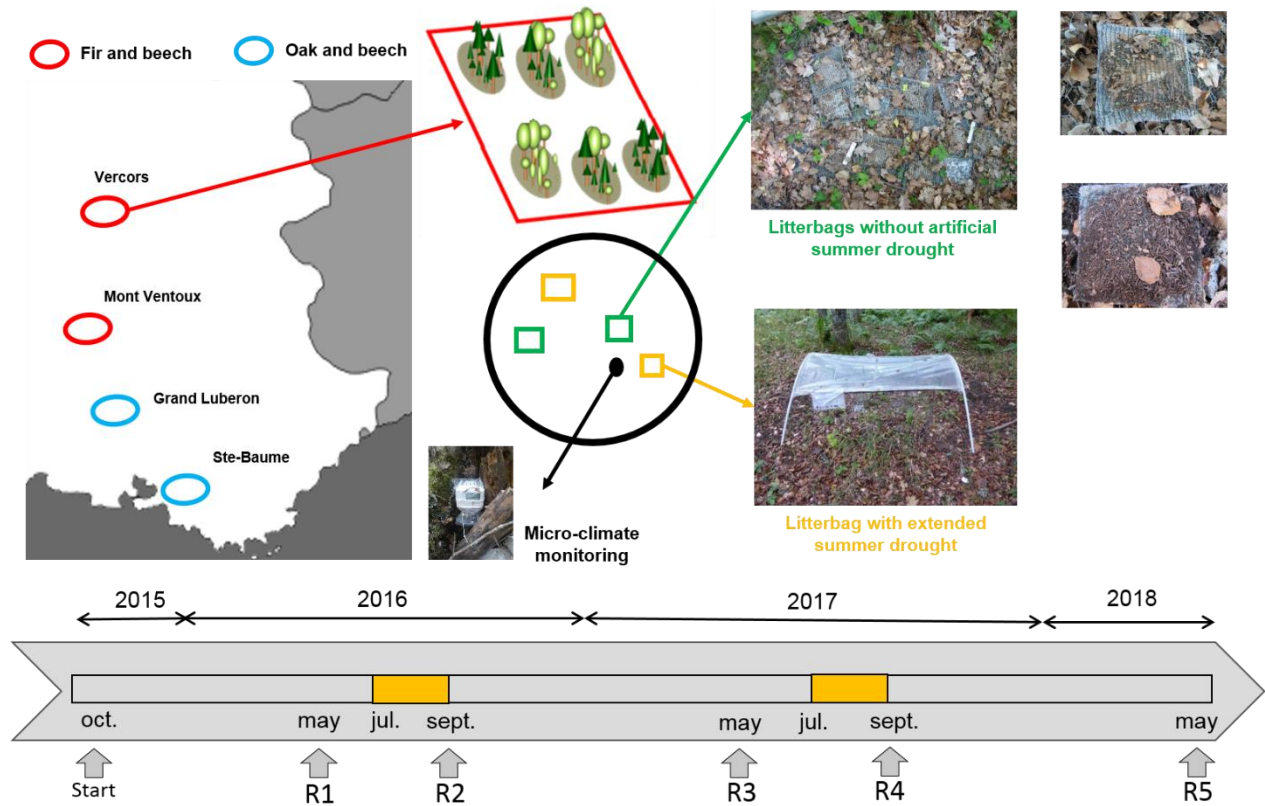 Fir and beech
Oak and beech
Vercors
Mont Ventoux
Grand Luberon
Ste-Baume
Litterbags without artificial
summer drought
Micro-climate
monitoring
Litterbag with extended
summer drought
2015
2016
2017
2018
oct.
may
jul.
sept.
may
jul.
sept.
may
Start
R1
R2
R3
R4
R5